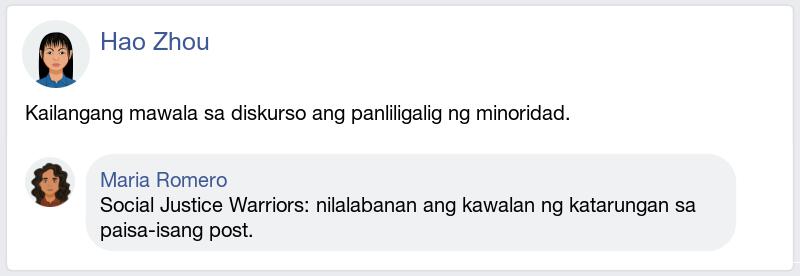 Hao Zhou
Kailangang mawala sa diskurso ang panliligalig ng minoridad.
Maria Romero
Social Justice Warriors: nilalabanan ang kawalan ng katarungan sa
paisa-isang post.